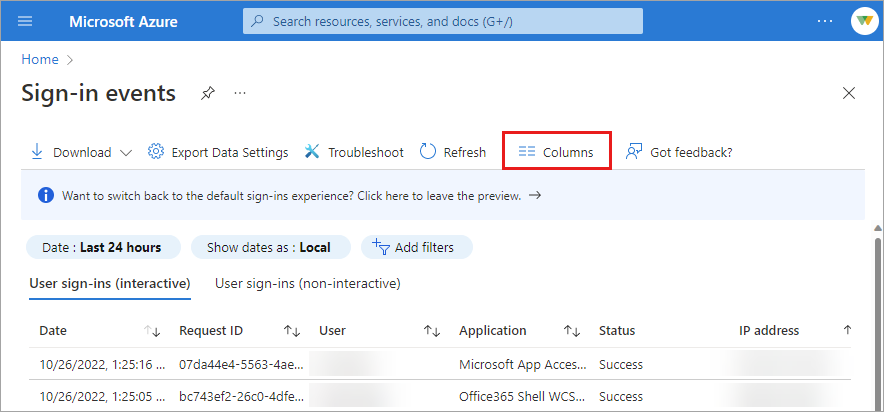 Microsoft Azure
Search resources, services, and docs (G+/)
...
Home >
Sign-in events ...
Download Export Data Settings Troubleshoot Refresh Columns Got feedback?
Want to switch back to the default sign-ins experience? Click here to leave the preview. →
Date : Last 24 hours Show dates as : Local Add filters
User sign-ins (interactive) User sign-ins (non-interactive)
Date ↑↓ Request ID ↑↓ User ↑↓ Application ↑↓ Status IP address ↑
10/26/2022, 1:25:16 ... 07da44e4-5563-4ae... Microsoft App Acces... Success
10/26/2022, 1:25:05 ... bc743ef2-26c0-4dfe... Office365 Shell WCS... Success